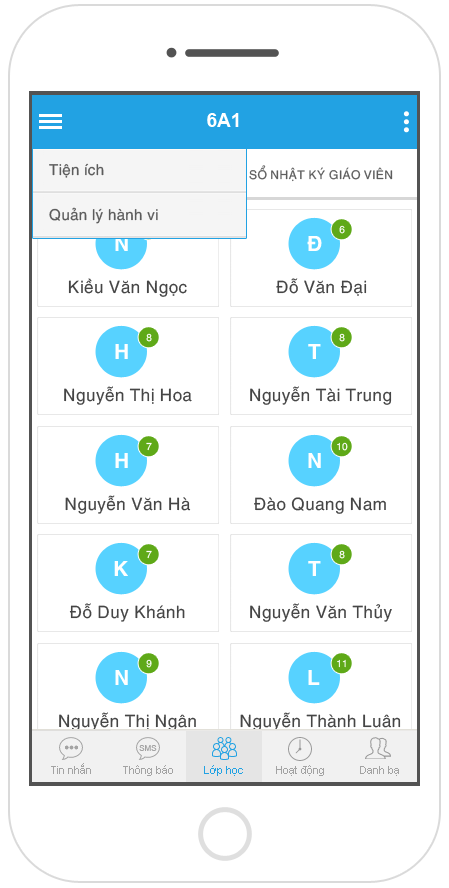 6A1
Tiện ích
SỔ NHẬT KÝ GIÁO VIÊN
Quản lý hành vi
N
Đ 6
Kiều Văn Ngọc
Đỗ Văn Đại
H 8
T 8
Nguyễn Thị Hoa
Nguyễn Tài Trung
H 7
N 10
Nguyễn Văn Hà
Đào Quang Nam
K 7
T 8
Đỗ Duy Khánh
Nguyễn Văn Thủy
N 9
L 11
Nguyễn Thị Ngân
Nguyễn Thành Luân
SMS
Tin nhắn
Thông báo
Lớp học
Hoạt động
Danh bạ